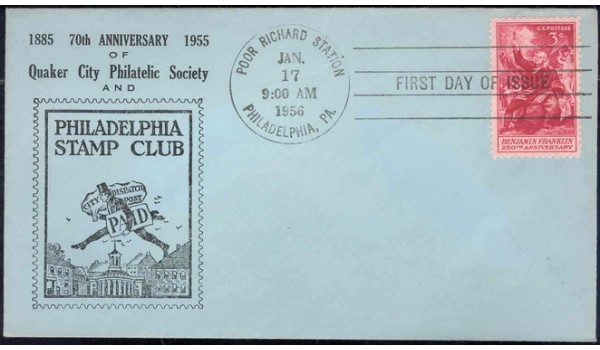 1885 70th ANNIVERSARY 1955
OF
Quaker City Philatelic Society
AND
PHILADELPHIA
STAMP CLUB
CITY DISPATCH
POST
PAID
POOR RICHARD STATION
JAN.
17
9:00 AM
1956
PHILADELPHIA, PA.
FIRST DAY OF ISSUE
U.S. POSTAGE
3¢
BENJAMIN FRANKLIN
250TH ANNIVERSARY